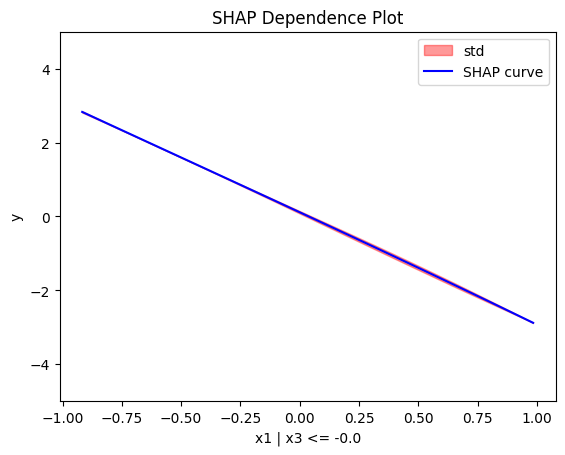 SHAP Dependence Plot
std
SHAP curve
4
2
0
−2
−4
y
−1.00 −0.75 −0.50 −0.25 0.00 0.25 0.50 0.75 1.00
x1 | x3 <= -0.0